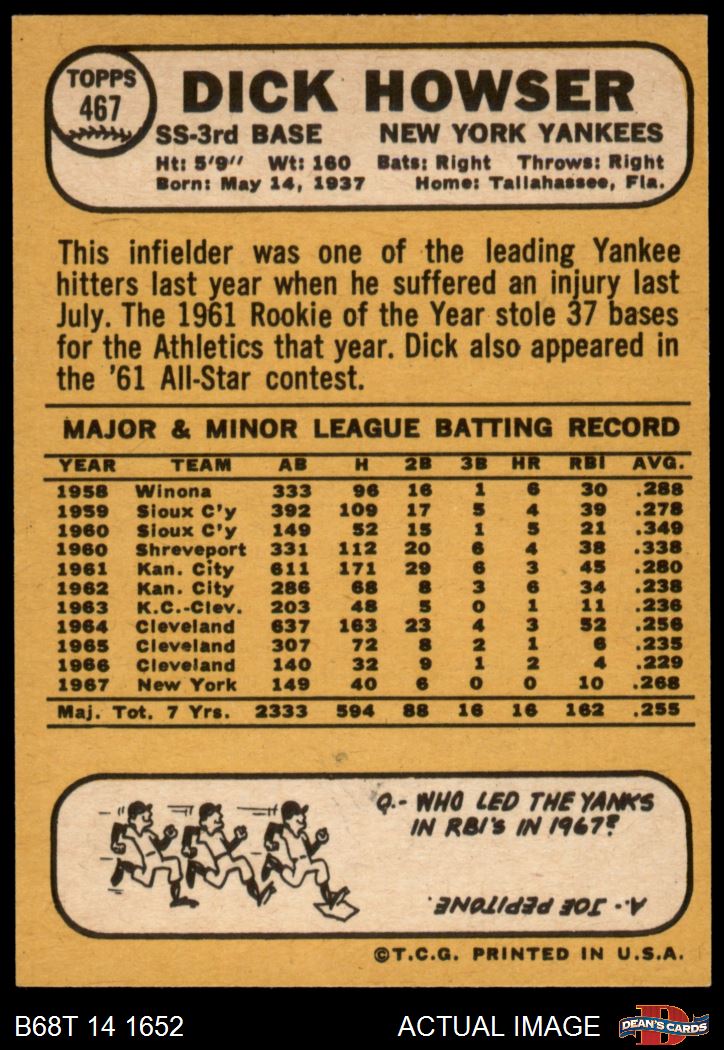 TOPPS
467
DICK HOWSER
SS-3rd BASE NEW YORK YANKEES
Ht: 5'9" Wt: 160 Bats: Right Throws: Right
Born: May 14, 1937 Home: Tallahassee, Fla.
This infielder was one of the leading Yankee
hitters last year when he suffered an injury last
July. The 1961 Rookie of the Year stole 37 bases
for the Athletics that year. Dick also appeared in
the '61 All-Star contest.
MAJOR & MINOR LEAGUE BATTING RECORD
YEAR TEAM AB H 2B 3B HR RBI AVG.
1958 Winona 333 96 16 1 6 30 .288
1959 Sioux C'y 392 109 17 5 4 39 .278
1960 Sioux C'y 149 52 15 1 5 21 .349
1960 Shreveport 331 112 20 6 4 38 .338
1961 Kan. City 611 171 29 6 3 45 .280
1962 Kan. City 286 68 8 3 6 34 .238
1963 K.C.-Clev. 203 48 5 0 1 11 .236
1964 Cleveland 637 163 23 4 3 52 .256
1965 Cleveland 307 72 8 2 1 6 .235
1966 Cleveland 140 32 9 1 2 4 .229
1967 New York 149 40 6 0 0 10 .268
Maj. Tot. 7 Yrs. 2333 594 88 16 16 162 .255
Q.- WHO LED THE YANKS
IN RBI'S IN 1967?
A.- JOE PEPITONE.
©T.C.G. PRINTED IN U.S.A.
B68T 14 1652 ACTUAL IMAGE
D
DEAN'S CARDS